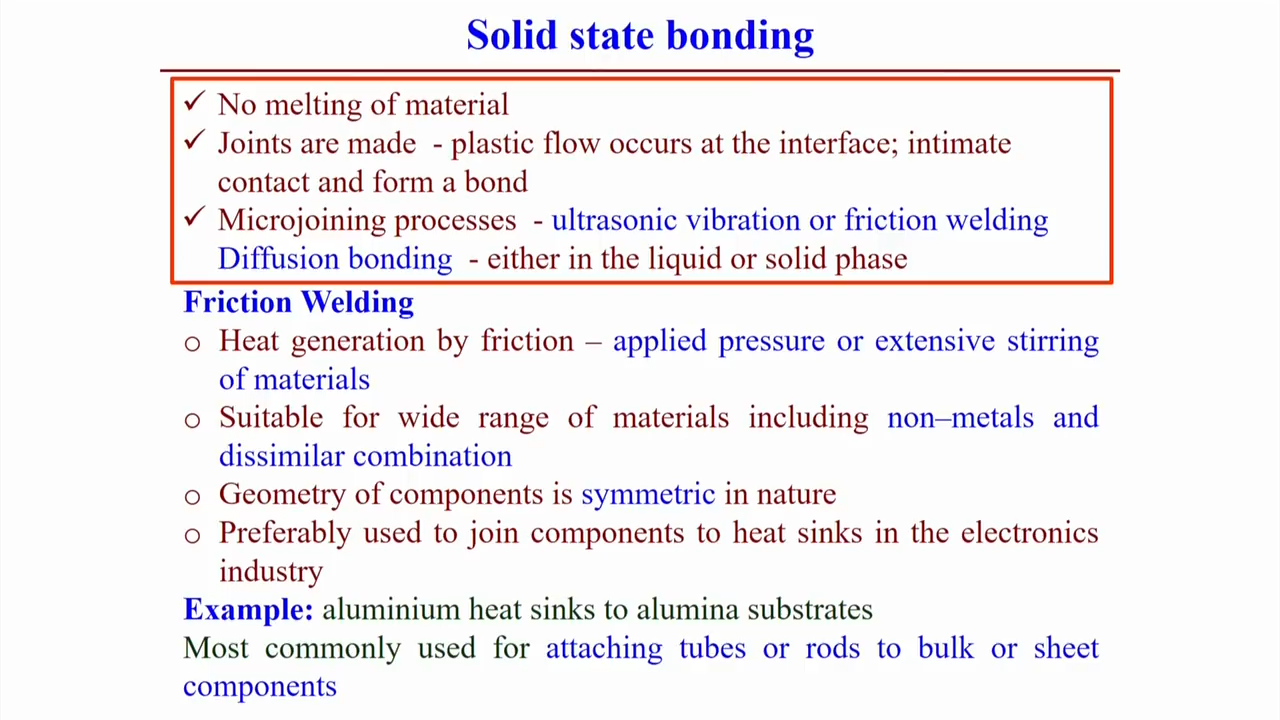 Solid state bonding
✓ No melting of material
✓ Joints are made - plastic flow occurs at the interface; intimate
contact and form a bond
✓ Microjoining processes - ultrasonic vibration or friction welding
Diffusion bonding - either in the liquid or solid phase
Friction Welding
o Heat generation by friction – applied pressure or extensive stirring
of materials
o Suitable for wide range of materials including non–metals and
dissimilar combination
o Geometry of components is symmetric in nature
o Preferably used to join components to heat sinks in the electronics
industry
Example: aluminium heat sinks to alumina substrates
Most commonly used for attaching tubes or rods to bulk or sheet
components